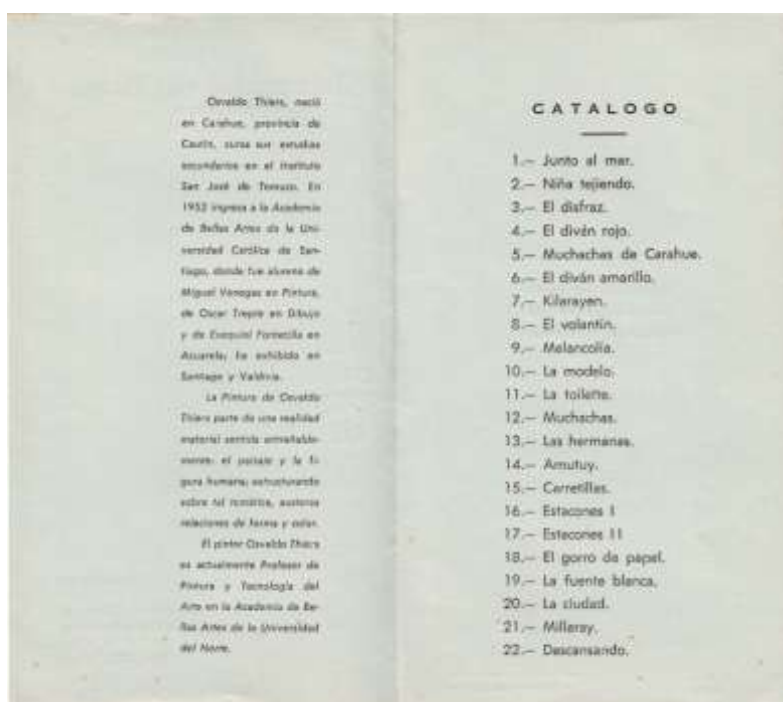 Osvaldo Thiers, nació
en Carahue, provincia de
Cautín, cursa sus estudios
secundarios en el Instituto
San José de Temuco. En
1952 ingresa a la Academia
de Bellas Artes de la Uni-
versidad Católica de San-
tiago, donde fue alumno de
Miguel Venegas en Pintura,
de Oscar Trepte en Dibujo
y de Exequiel Fontecilla en
Acuarela; ha exhibido en
Santiago y Valdivia.
La Pintura de Osvaldo
Thiers parte de una realidad
material sentida entrañable-
mente: el paisaje y la fi-
gura humana; estructurando
sobre tal temática, austeras
relaciones de forma y color.
El pintor Osvaldo Thiers
es actualmente Profesor de
Pintura y Tecnología del
Arte en la Academia de Be-
llas Artes de la Universidad
del Norte.
CATALOGO
1.— Junto al mar.
2.— Niña tejiendo.
3.— El disfraz.
4.— El diván rojo.
5.— Muchachas de Carahue.
6.— El diván amarillo.
7.— Kilarayen.
8.— El volantín.
9.— Melancolía.
10.— La modelo.
11.— La toilette.
12.— Muchachas.
13.— Las hermanas.
14.— Amutuy.
15.— Carretillas.
16.— Estacones I
17.— Estacones II
18.— El gorro de papel.
19.— La fuente blanca.
20.— La ciudad.
21.— Millaray.
22.— Descansando.